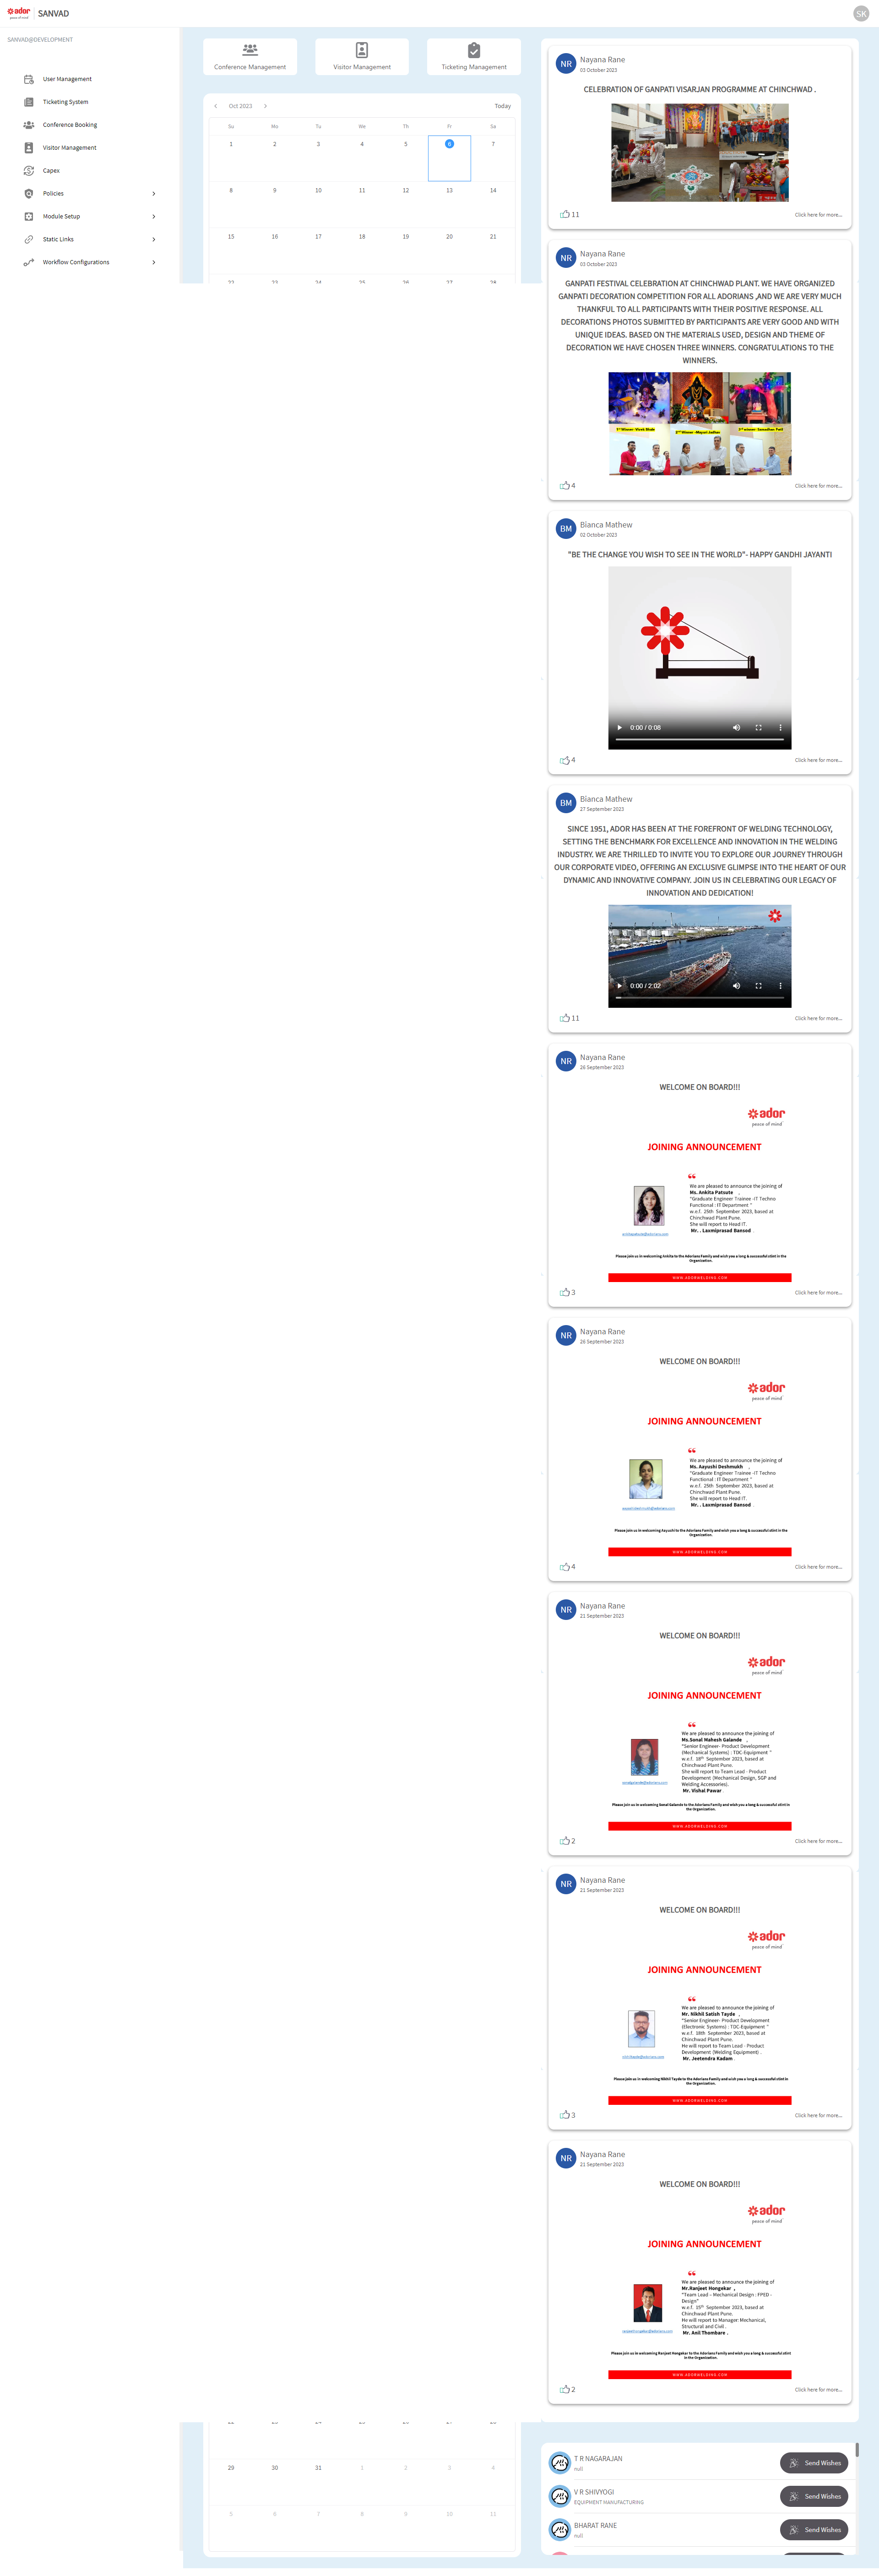 ador
peace of mind
SANVAD
SK
SANVAD@DEVELOPMENT
User Management
Ticketing System
Conference Booking
Visitor Management
Capex
Policies
Module Setup
Static Links
Workflow Configurations
Conference Management
Visitor Management
Ticketing Management
Oct 2023
Today
Su Mo Tu We Th Fr Sa
1 2 3 4 5 6 7
8 9 10 11 12 13 14
15 16 17 18 19 20 21
22 23 24 25 26 27 28
NR
Nayana Rane
03 October 2023
CELEBRATION OF GANPATI VISARJAN PROGRAMME AT CHINCHWAD .
11
Click here for more...
NR
Nayana Rane
03 October 2023
GANPATI FESTIVAL CELEBRATION AT CHINCHWAD PLANT. WE HAVE ORGANIZED
GANPATI DECORATION COMPETITION FOR ALL ADORIANS ,AND WE ARE VERY MUCH
THANKFUL TO ALL PARTICIPANTS WITH THEIR POSITIVE RESPONSE. ALL
DECORATIONS PHOTOS SUBMITTED BY PARTICIPANTS ARE VERY GOOD AND WITH
UNIQUE IDEAS. BASED ON THE MATERIALS USED, DESIGN AND THEME OF
DECORATION WE HAVE CHOSEN THREE WINNERS. CONGRATULATIONS TO THE
WINNERS.
4
Click here for more...
BM
Bianca Mathew
02 October 2023
"BE THE CHANGE YOU WISH TO SEE IN THE WORLD"- HAPPY GANDHI JAYANTI
0:00 / 0:08
4
Click here for more...
BM
Bianca Mathew
27 September 2023
SINCE 1951, ADOR HAS BEEN AT THE FOREFRONT OF WELDING TECHNOLOGY,
SETTING THE BENCHMARK FOR EXCELLENCE AND INNOVATION IN THE WELDING
INDUSTRY. WE ARE THRILLED TO INVITE YOU TO EXPLORE OUR JOURNEY THROUGH
OUR CORPORATE VIDEO, OFFERING AN EXCLUSIVE GLIMPSE INTO THE HEART OF OUR
DYNAMIC AND INNOVATIVE COMPANY. JOIN US IN CELEBRATING OUR LEGACY OF
INNOVATION AND DEDICATION!
0:00 / 2:02
11
Click here for more...
NR
Nayana Rane
26 September 2023
WELCOME ON BOARD!!!
ador
peace of mind
JOINING ANNOUNCEMENT
We are pleased to announce the joining of
Ms. Ankita Patsute ,
"Graduate Engineer Trainee -IT Techno
Functional : IT Department "
w.e.f. 25th September 2023, based at
Chinchwad Plant Pune.
She will report to Head IT.
Mr. . Laxmiprasad Bansod
Please join us in welcoming Ankita to the Adorians Family and wish you a long & successful stint in the
Organization.
WWW.ADORWELDING.COM
3
Click here for more...
NR
Nayana Rane
26 September 2023
WELCOME ON BOARD!!!
ador
peace of mind
JOINING ANNOUNCEMENT
We are pleased to announce the joining of
Ms. Aayushi Deshmukh ,
"Graduate Engineer Trainee -IT Techno
Functional : IT Department "
w.e.f. 25th September 2023, based at
Chinchwad Plant Pune.
She will report to Head IT.
Mr. . Laxmiprasad Bansod
Please join us in welcoming Aayushi to the Adorians Family and wish you a long & successful stint in the
Organization.
WWW.ADORWELDING.COM
4
Click here for more...
NR
Nayana Rane
21 September 2023
WELCOME ON BOARD!!!
ador
peace of mind
JOINING ANNOUNCEMENT
We are pleased to announce the joining of
Ms.Sonal Mahesh Galande ,
"Senior Engineer- Product Development
(Mechanical Systems) : TDC-Equipment "
w.e.f. 18th September 2023, based at
Chinchwad Plant Pune.
She will report to Team Lead - Product
Development (Mechanical Design, SGP and
Welding Accessories).
Mr. Vishal Pawar
Please join us in welcoming Sonal Galande to the Adorians Family and wish you a long & successful stint in
the Organization.
WWW.ADORWELDING.COM
2
Click here for more...
NR
Nayana Rane
21 September 2023
WELCOME ON BOARD!!!
ador
peace of mind
JOINING ANNOUNCEMENT
We are pleased to announce the joining of
Mr. Nikhil Satish Tayde ,
"Senior Engineer- Product Development
(Electronic Systems) : TDC-Equipment "
w.e.f. 18th September 2023, based at
Chinchwad Plant Pune.
He will report to Team Lead - Product
Development (Welding Equipment) .
Mr. Jeetendra Kadam .
Please join us in welcoming Nikhil Tayde to the Adorians Family and wish you a long & successful stint in
the Organization.
WWW.ADORWELDING.COM
3
Click here for more...
NR
Nayana Rane
21 September 2023
WELCOME ON BOARD!!!
ador
peace of mind
JOINING ANNOUNCEMENT
We are pleased to announce the joining of
Mr.Ranjeet Hongekar ,
"Team Lead – Mechanical Design : FPED -
Design"
w.e.f. 15th September 2023, based at
Chinchwad Plant Pune.
He will report to Manager: Mechanical,
Structural and Civil .
Mr. Anil Thombare .
Please join us in welcoming Ranjeet Hongekar to the Adorians Family and wish you a long & successful stint
in the Organization.
WWW.ADORWELDING.COM
2
Click here for more...
29 30 31 1 2 3 4
5 6 7 8 9 10 11
T R NAGARAJAN
null
Send Wishes
V R SHIVYOGI
EQUIPMENT MANUFACTURING
Send Wishes
BHARAT RANE
null
Send Wishes